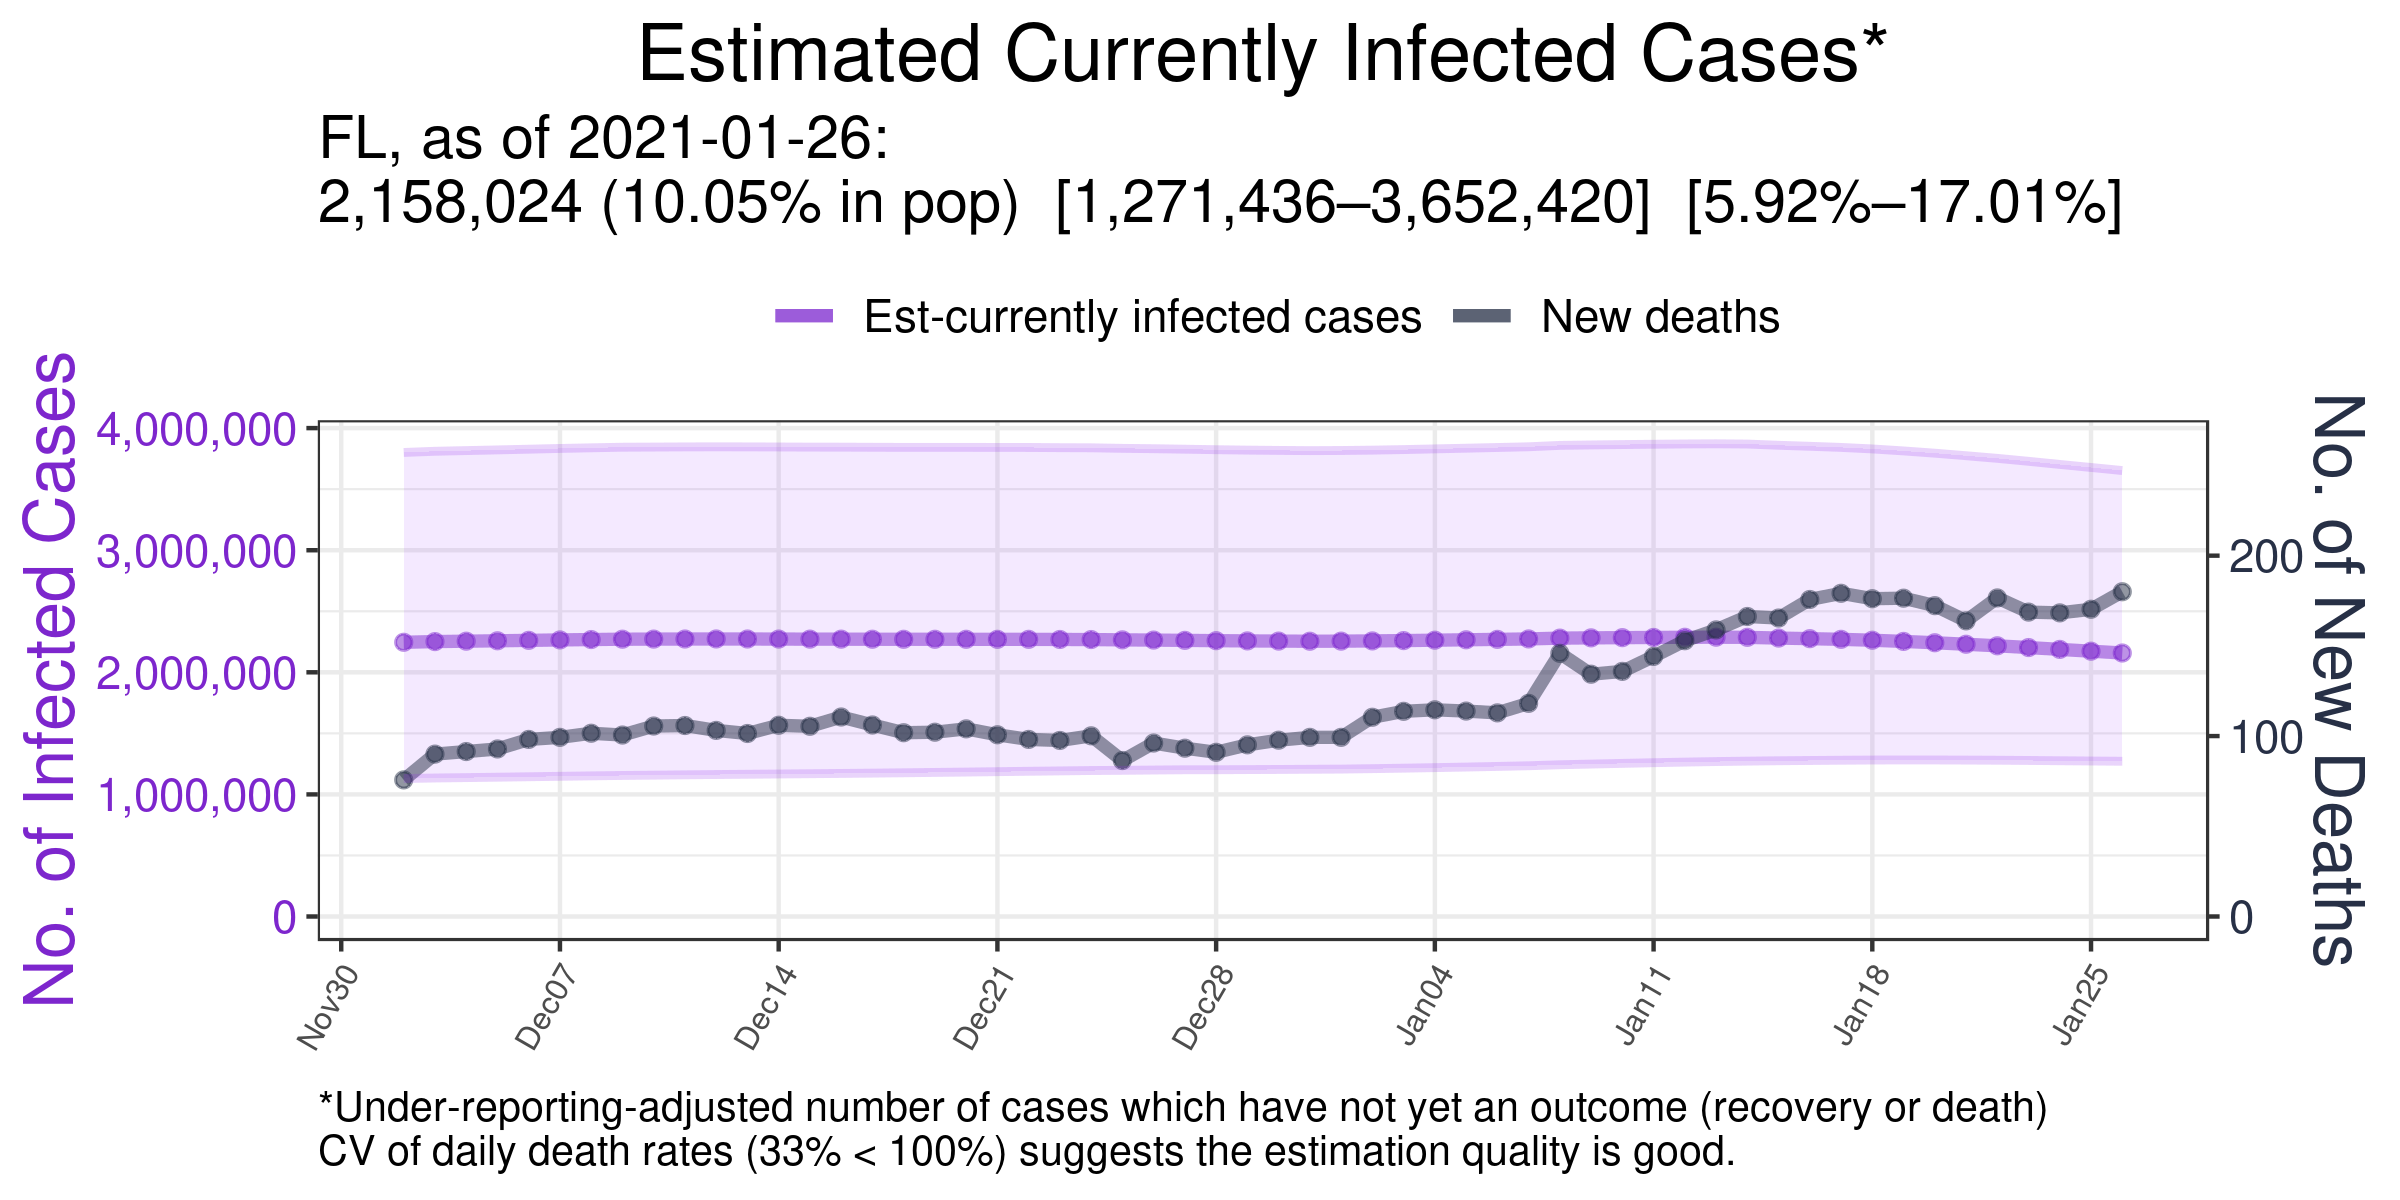 Estimated Currently Infected Cases*
FL, as of 2021-01-26:
2,158,024 (10.05% in pop)  [1,271,436–3,652,420]  [5.92%–17.01%]
Est-currently infected cases
New deaths
No. of Infected Cases
4,000,000
3,000,000
2,000,000
1,000,000
0
No. of New Deaths
200
100
0
Nov30
Dec07
Dec14
Dec21
Dec28
Jan04
Jan11
Jan18
Jan25
*Under-reporting-adjusted number of cases which have not yet an outcome (recovery or death)
CV of daily death rates (33% < 100%) suggests the estimation quality is good.